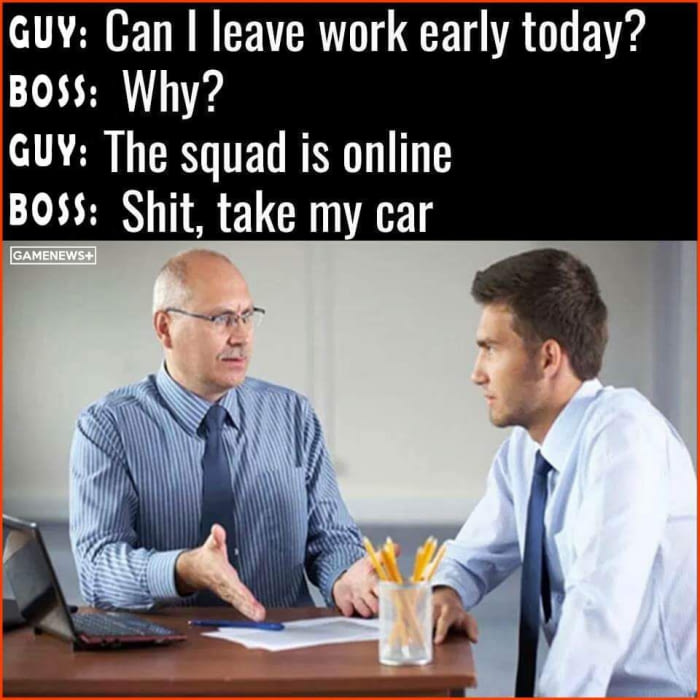 GUY: Can I leave work early today?
BOSS: Why?
GUY: The squad is online
BOSS: Shit, take my car
GAMENEWS+